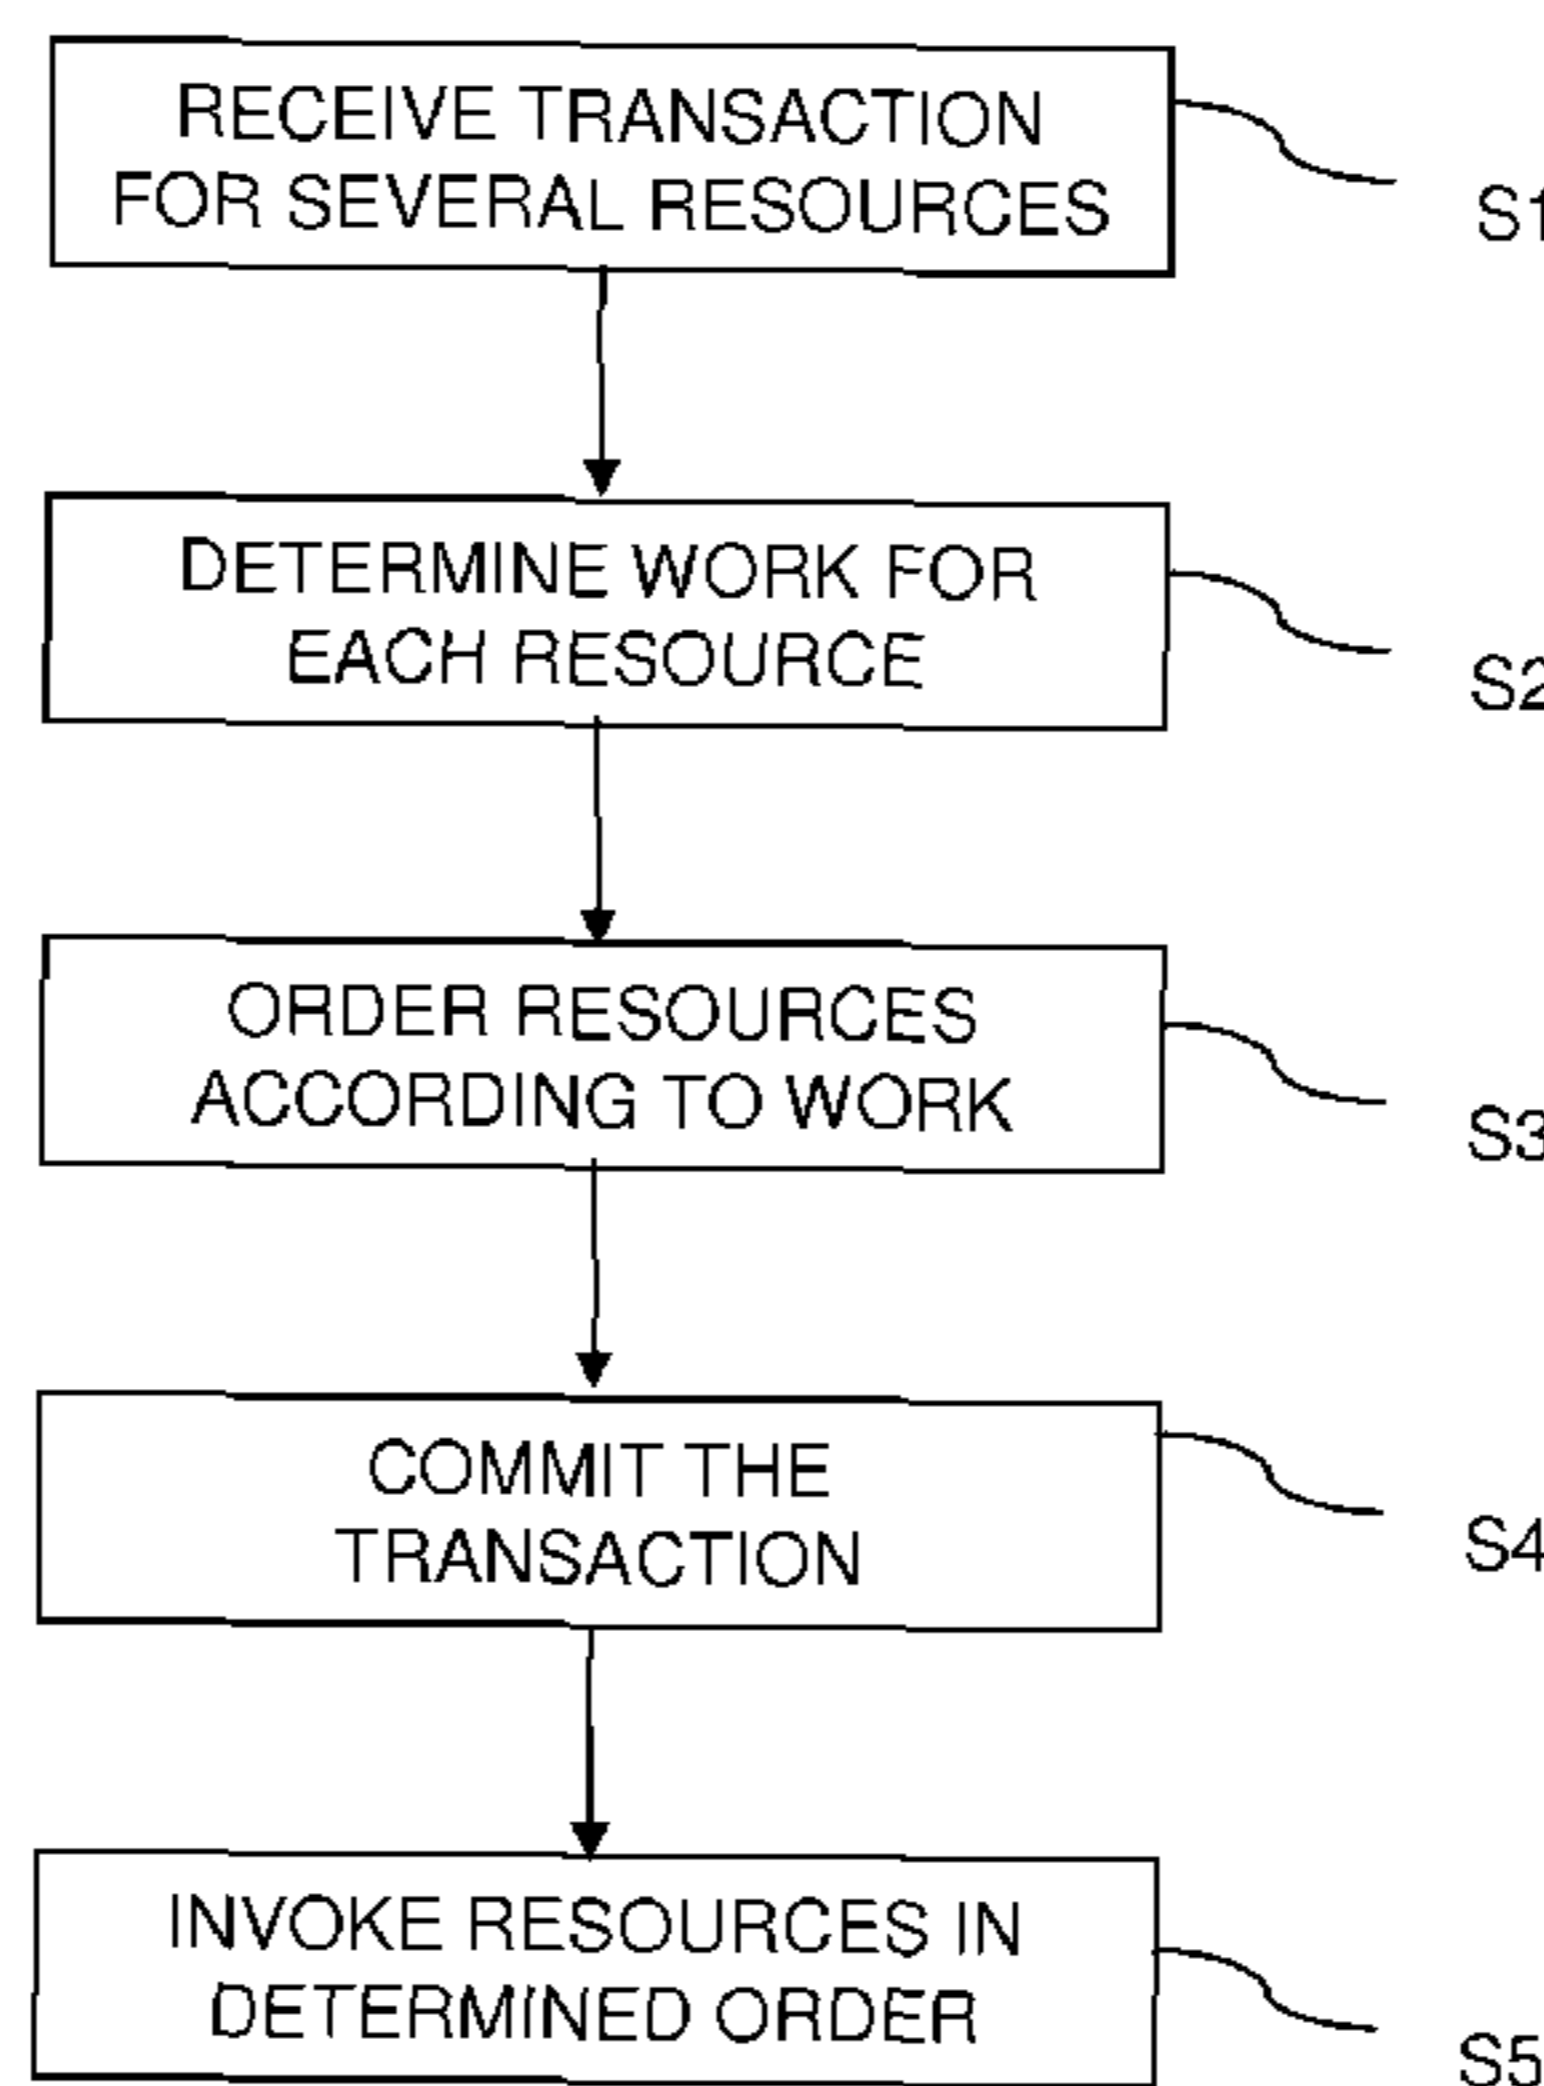 RECEIVE TRANSACTION
FOR SEVERAL RESOURCES
S1
DETERMINE WORK FOR
EACH RESOURCE
S2
ORDER RESOURCES
ACCORDING TO WORK
S3
COMMIT THE
TRANSACTION
S4
INVOKE RESOURCES IN
DETERMINED ORDER
S5